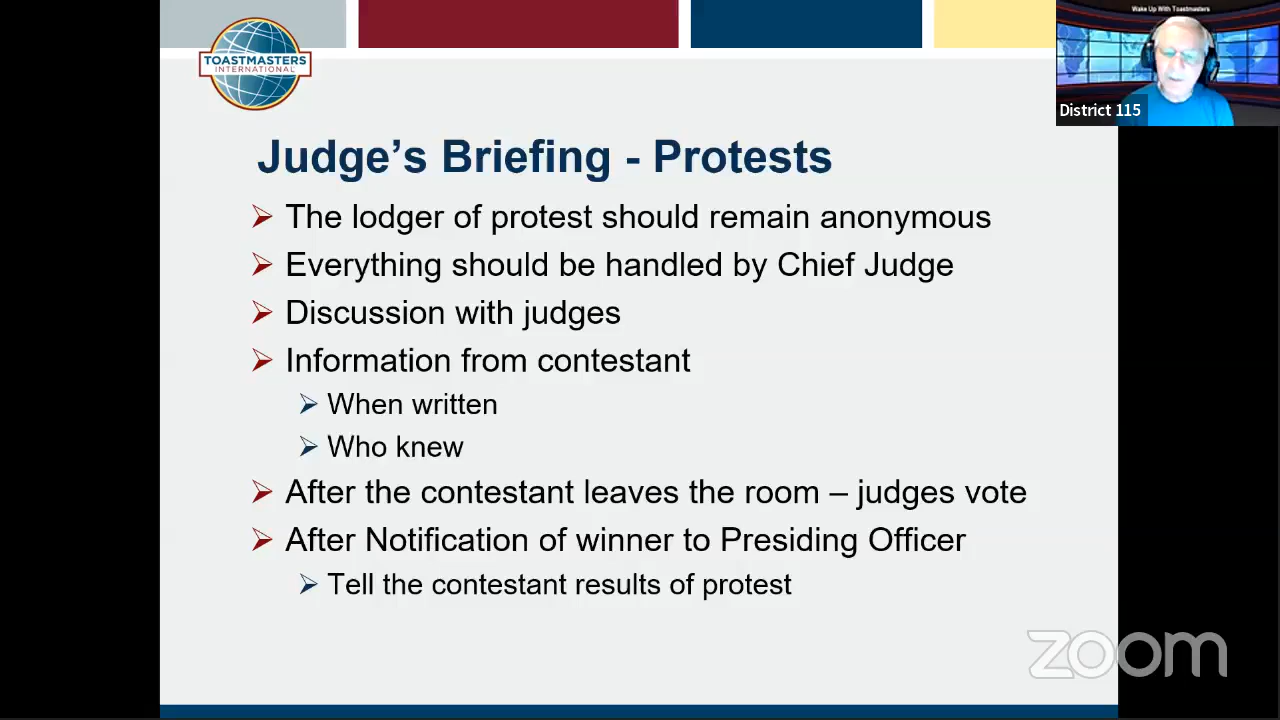 Wake Up With Toastmasters
TOASTMASTERS
INTERNATIONAL
District 115
Judge's Briefing - Protests
The lodger of protest should remain anonymous
Everything should be handled by Chief Judge
Discussion with judges
Information from contestant
When written
Who knew
After the contestant leaves the room – judges vote
After Notification of winner to Presiding Officer
Tell the contestant results of protest
zoom